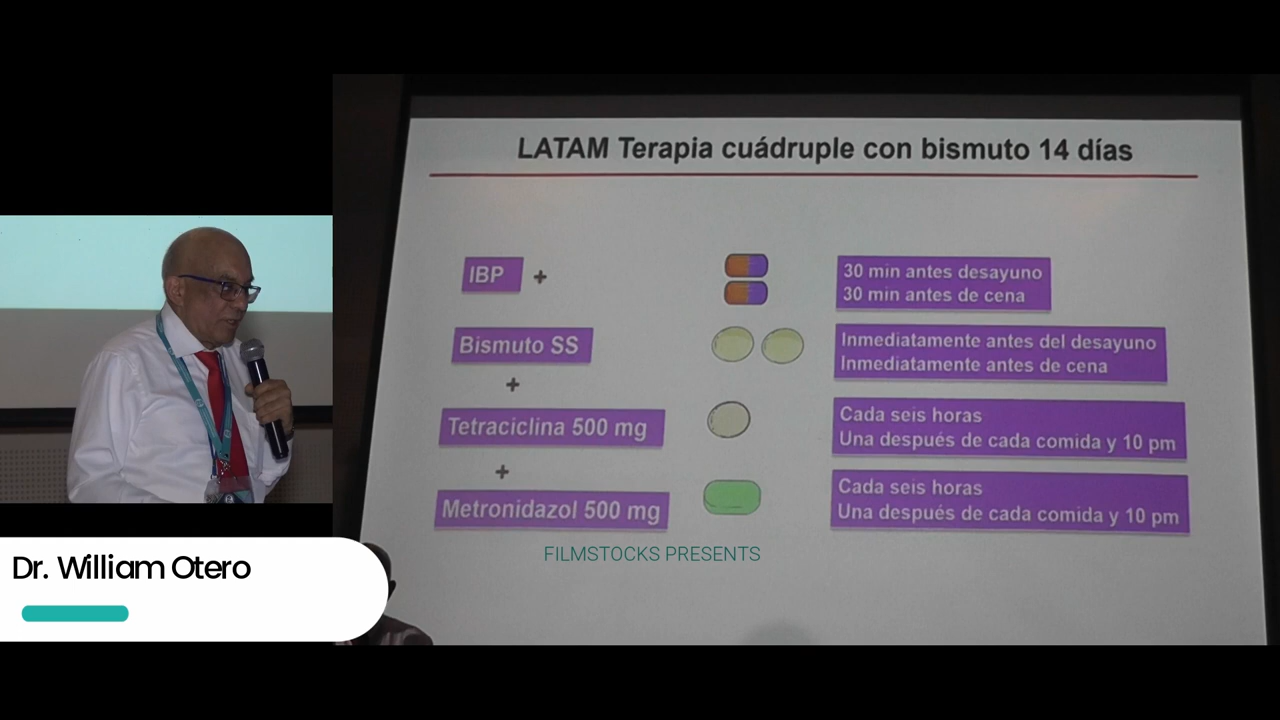 LATAM Terapia cuádruple con bismuto 14 días
IBP +
30 min antes desayuno
30 min antes de cena
Bismuto SS
Inmediatamente antes del desayuno
Inmediatamente antes de cena
+
Tetraciclina 500 mg
Cada seis horas
Una después de cada comida y 10 pm
+
Metronidazol 500 mg
Cada seis horas
Una después de cada comida y 10 pm
FILMSTOCKS PRESENTS
Dr. William Otero